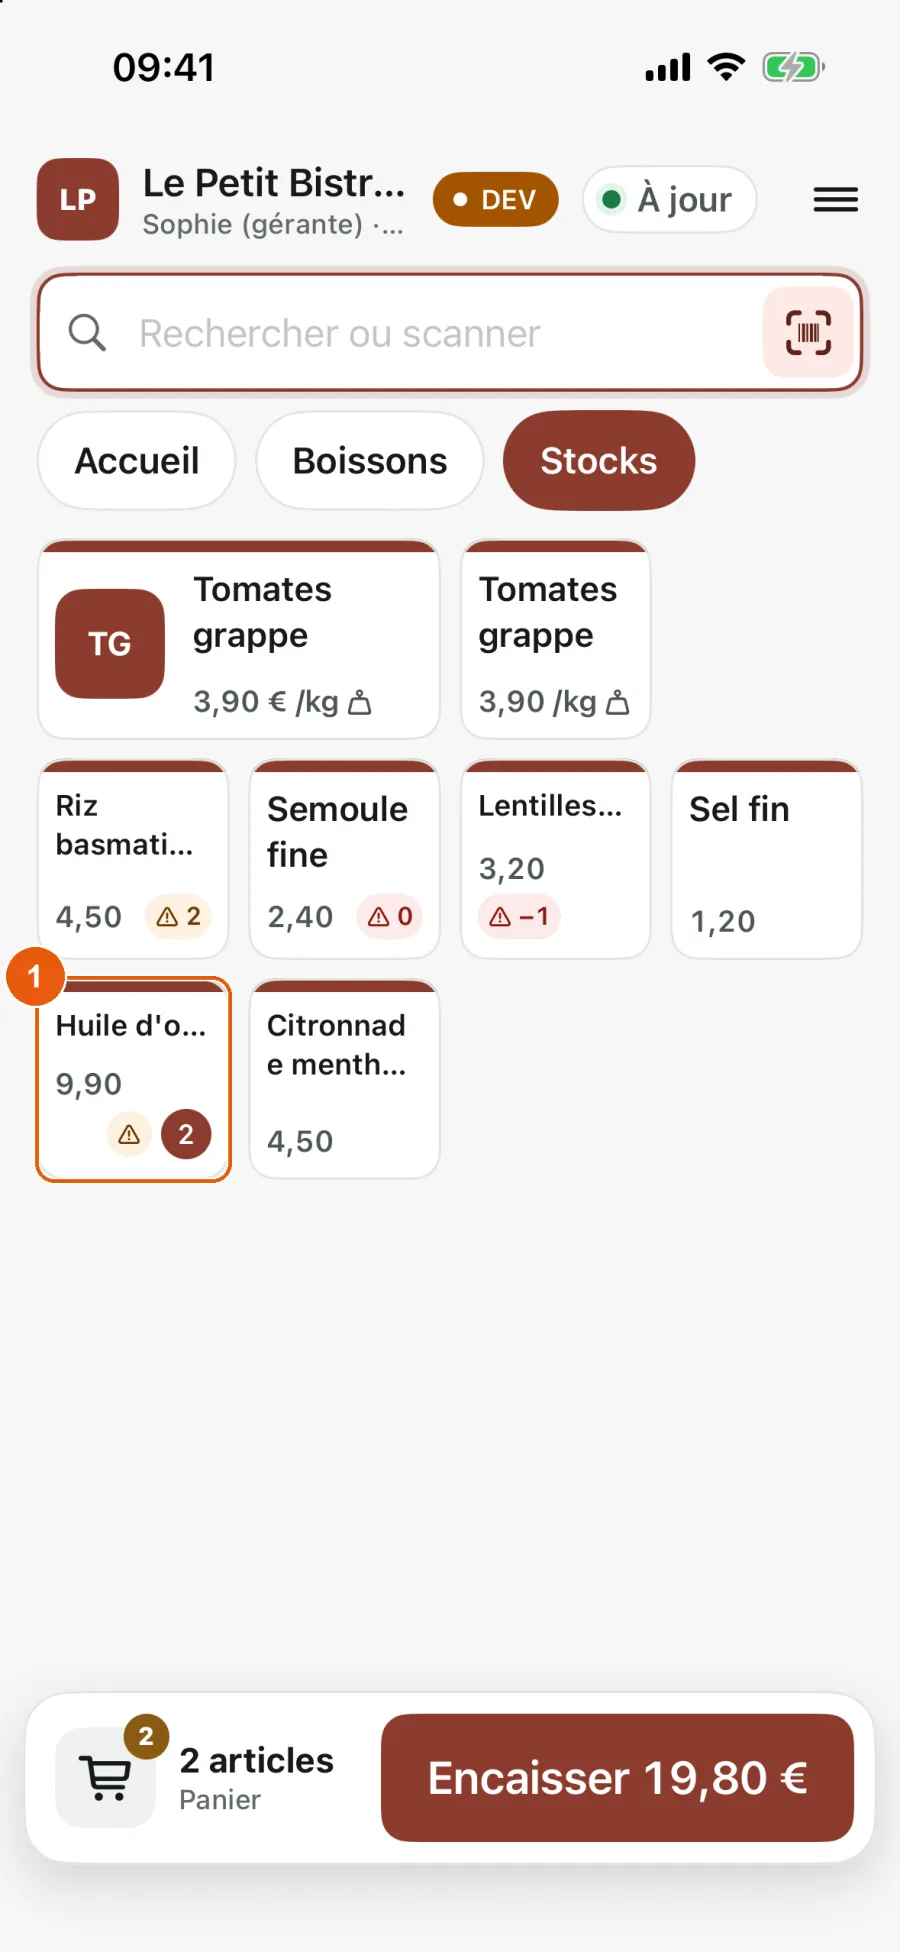 09:41
LP
Le Petit Bistr...
Sophie (gérante) ·...
DEV
À jour
Rechercher ou scanner
Accueil
Boissons
Stocks
TG
Tomates
grappe
3,90 € /kg
Tomates
grappe
3,90 /kg
Riz
basmati...
4,50
2
Semoule
fine
2,40
0
Lentilles...
3,20
−1
Sel fin
1,20
1
Huile d'o...
9,90
2
Citronnad
e menth...
4,50
2
2 articles
Panier
Encaisser 19,80 €